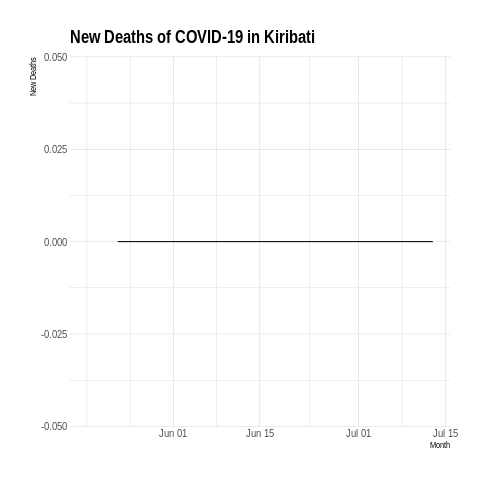 New Deaths of COVID-19 in Kiribati
New Deaths
0.050
0.025
0.000
-0.025
-0.050
Jun 01 Jun 15 Jul 01 Jul 15
Month